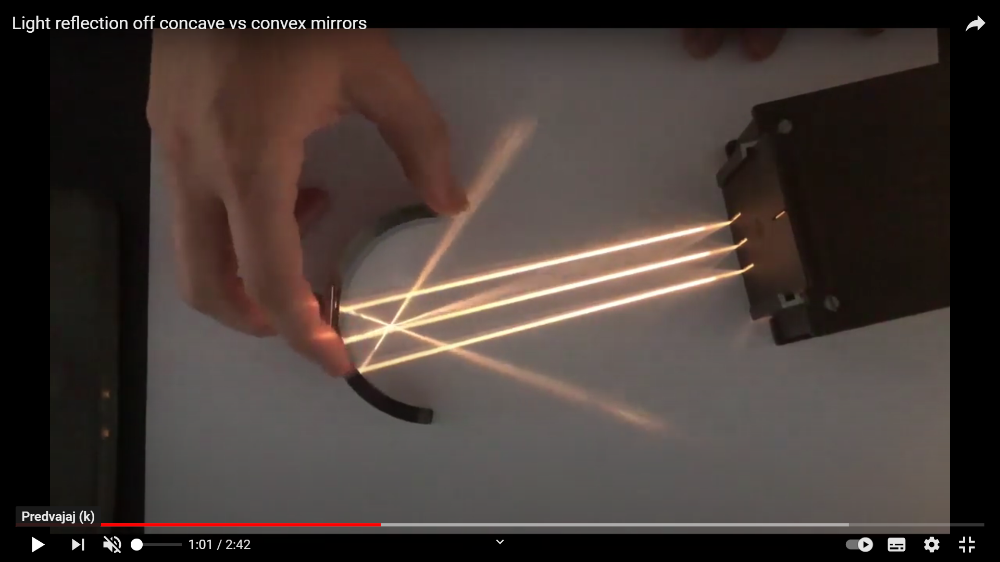 Light reflection off concave vs convex mirrors
Predvajaj (k)
1:01 / 2:42